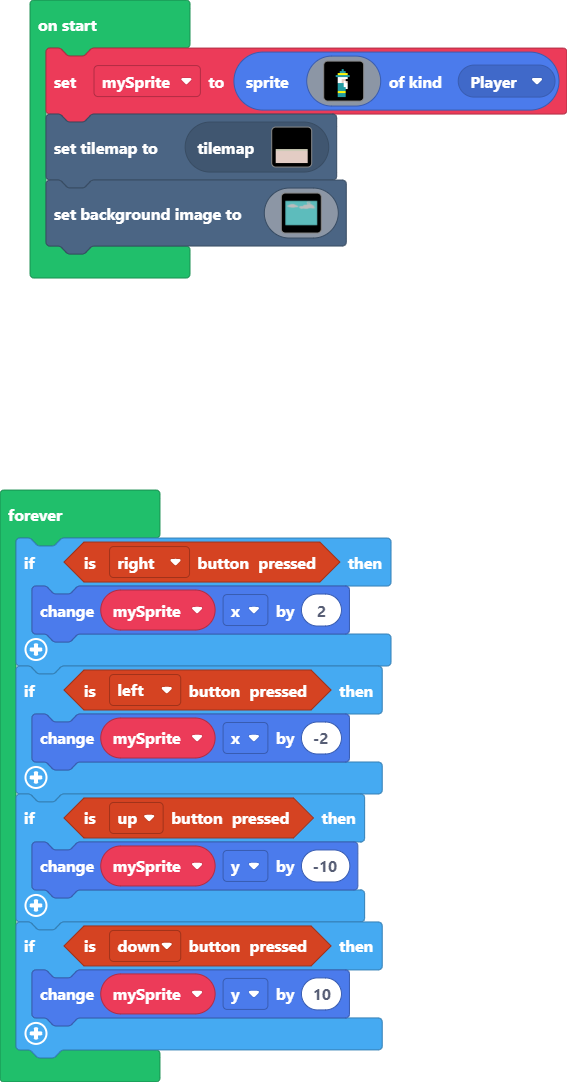 on start
set mySprite to sprite of kind Player
set tilemap to tilemap
set background image to
forever
if is right button pressed then
change mySprite x by 2
if is left button pressed then
change mySprite x by -2
if is up button pressed then
change mySprite y by -10
if is down button pressed then
change mySprite y by 10